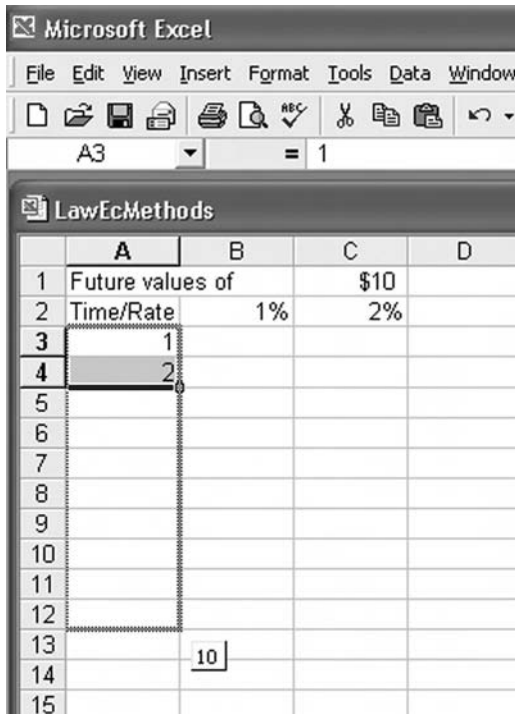 Microsoft Excel
File Edit View Insert Format Tools Data Window
ABC
A3 = 1
LawEcMethods
A B C D
1 Future values of $10
2 Time/Rate 1% 2%
3 1
4 2
5
6
7
8
9
10
11
12
13
10
14
15